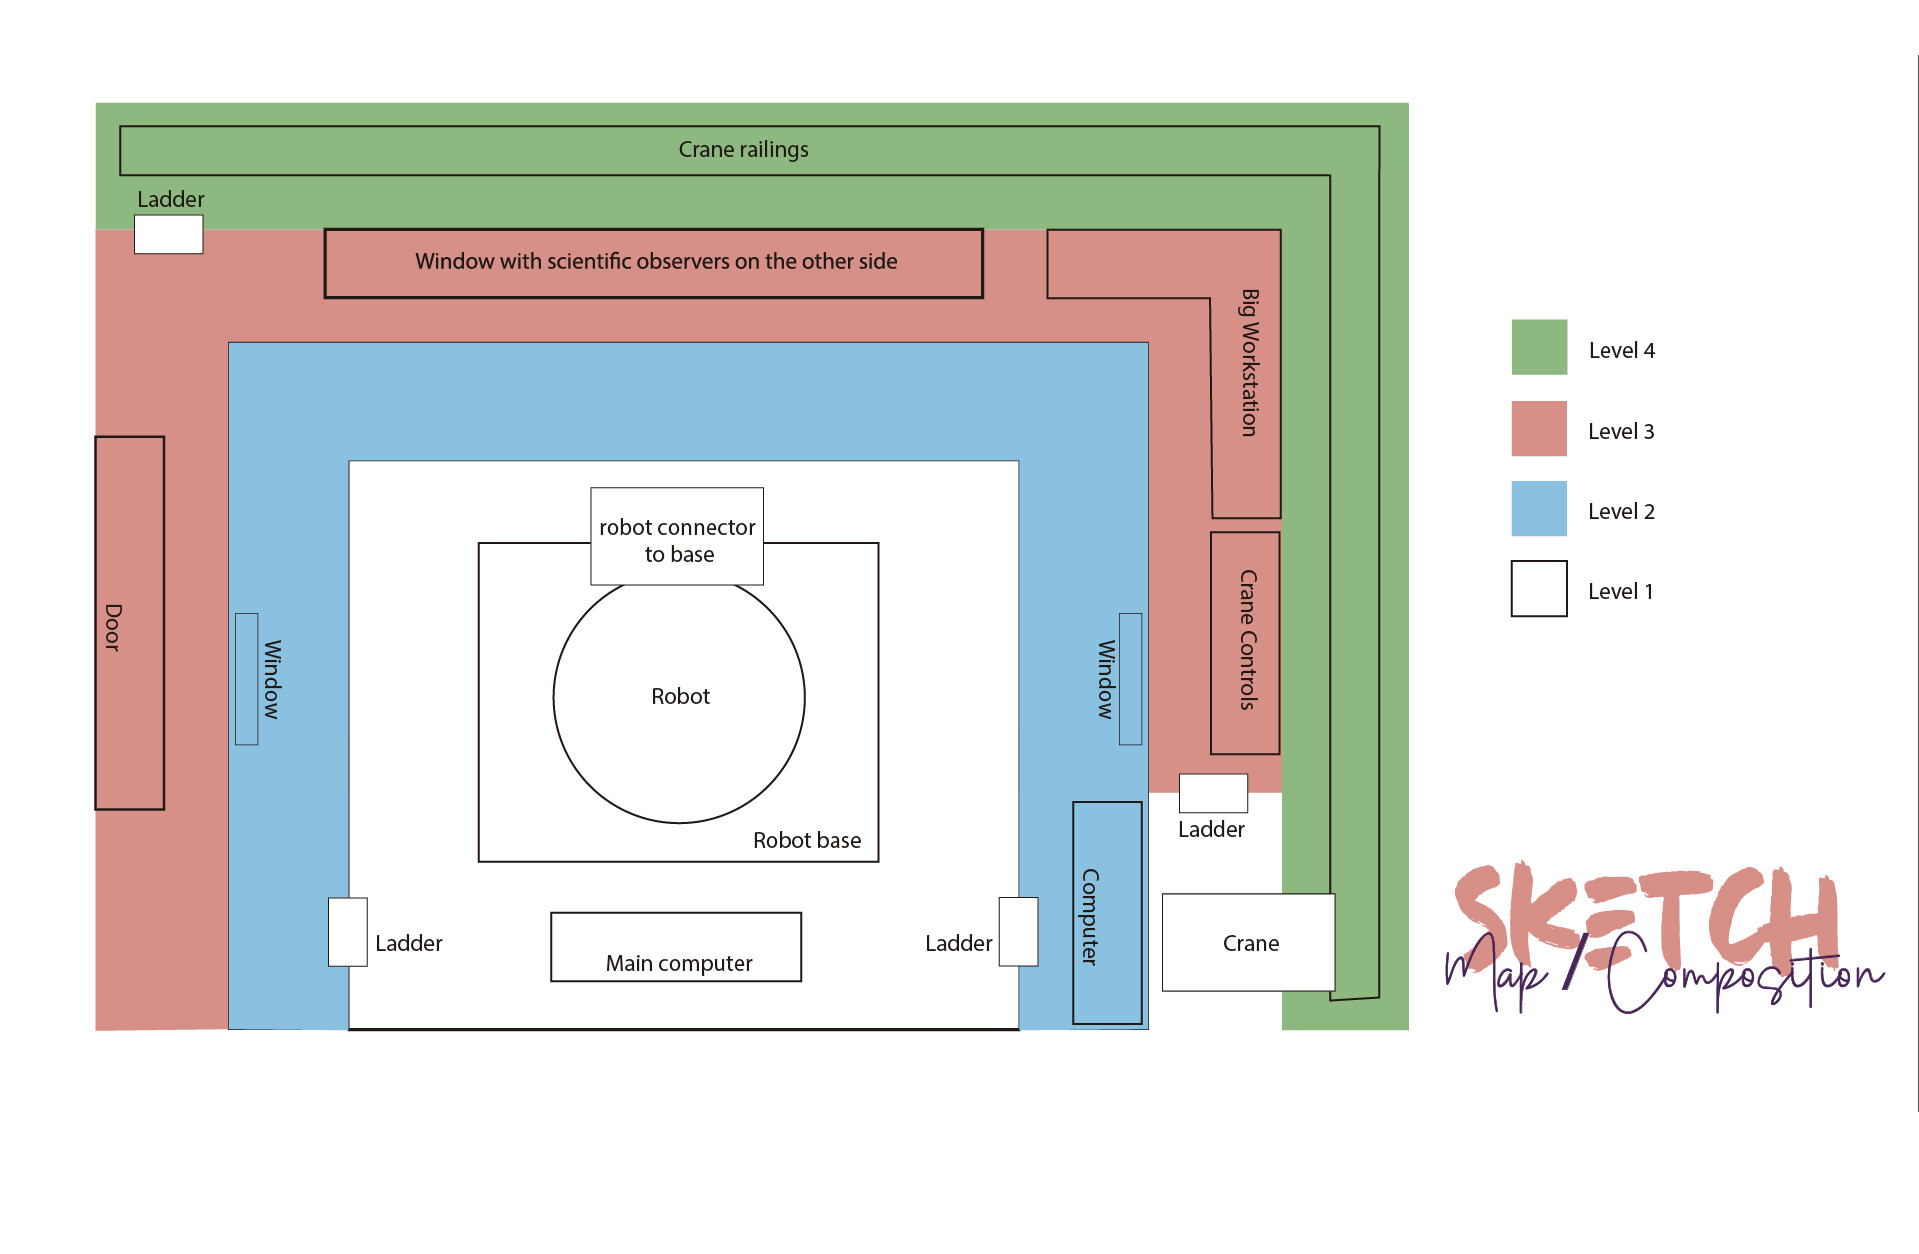 Crane railings
Ladder
Window with scientific observers on the other side
Big Workstation
Level 4
Level 3
Level 2
Level 1
robot connector
to base
Door
Window
Robot
Window
Crane Controls
Ladder
Robot base
Computer
Ladder
Main computer
Ladder
Crane
SKETCH
Map / Composition